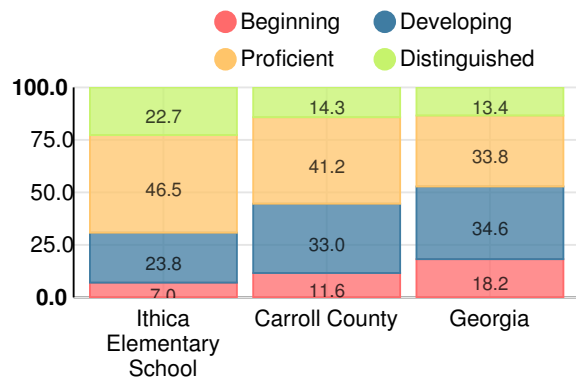 Beginning
Developing
Proficient
Distinguished
100.0
75.0
50.0
25.0
0.0
22.7
14.3
13.4
46.5
41.2
33.8
23.8
33.0
34.6
7.0
11.6
18.2
Ithica
Elementary
School
Carroll County
Georgia